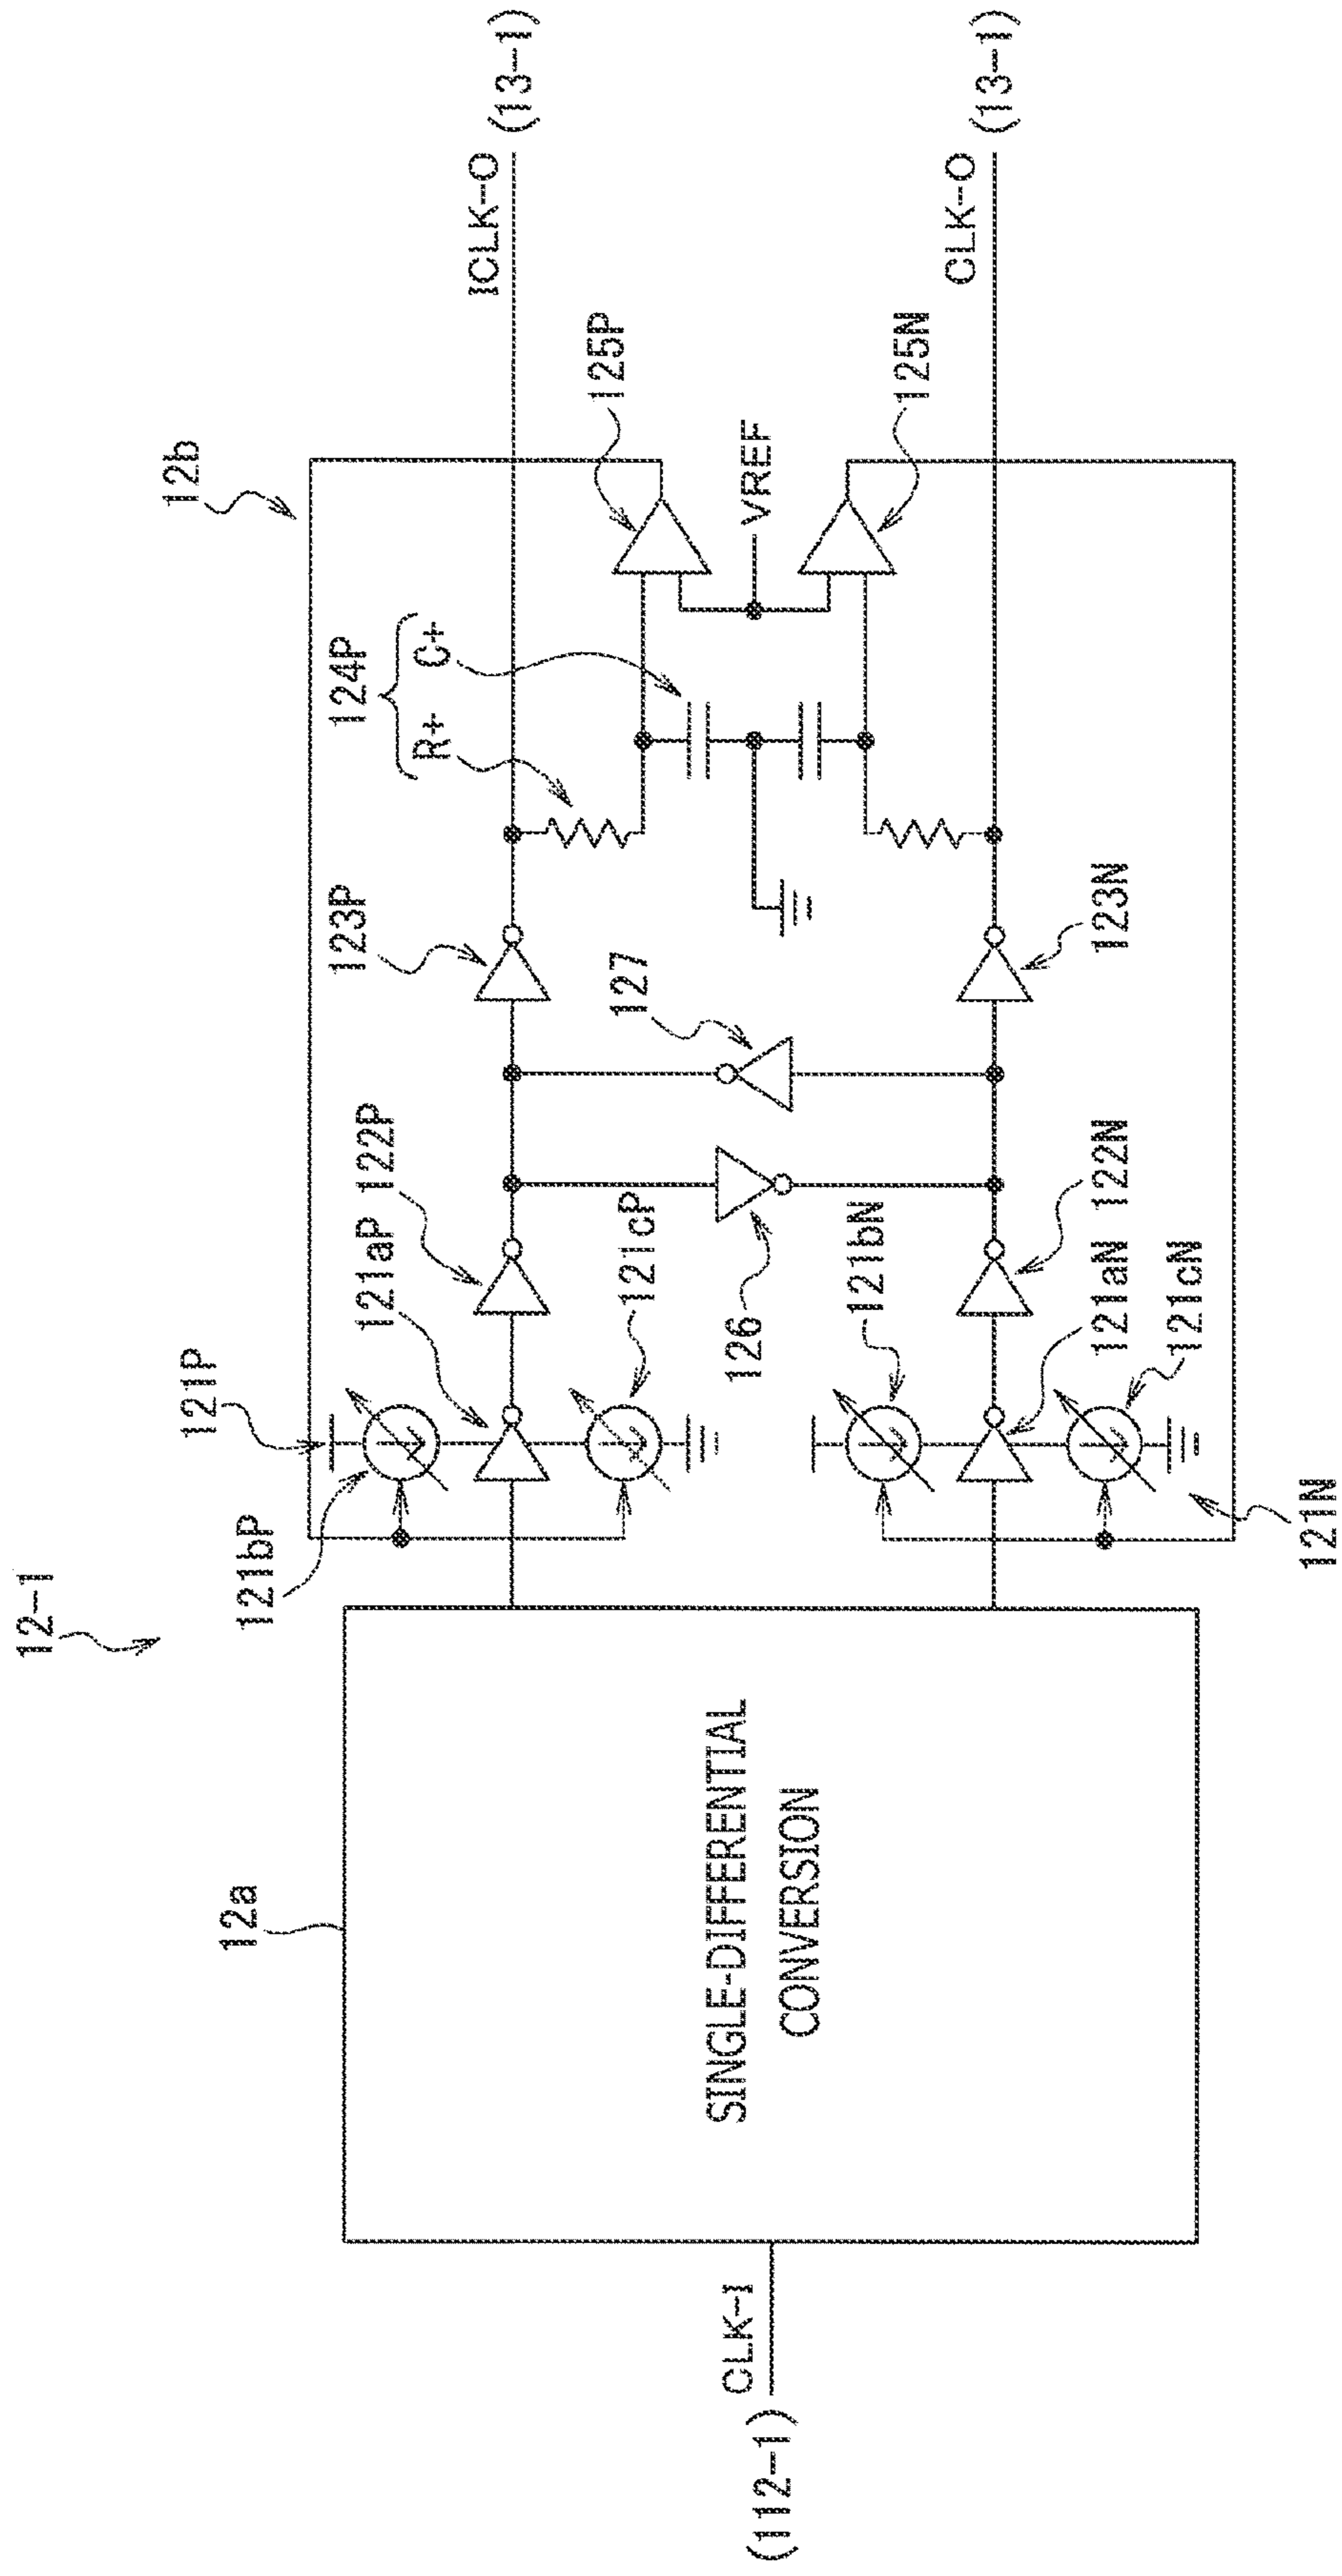 12-1
12a
12b
(112-1)
CLK-I
SINGLE-DIFFERENTIAL
CONVERSION
121P
121bP
121aP
122P
121cP
123P
124P
R+
C+
125P
ICLK-O
(13-1)
126
127
VREF
121bN
121aN
122N
121cN
121N
123N
125N
CLK-O
(13-1)